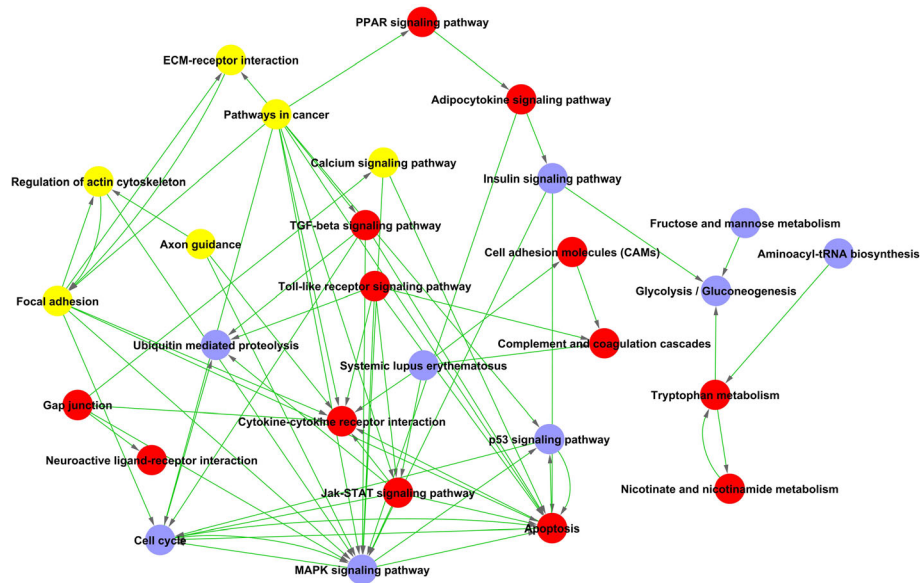 PPAR signaling pathway
ECM-receptor interaction
Adipocytokine signaling pathway
Pathways in cancer
Calcium signaling pathway
Regulation of actin cytoskeleton
Insulin signaling pathway
Fructose and mannose metabolism
TGF-beta signaling pathway
Axon guidance
Cell adhesion molecules (CAMs)
Aminoacyl-tRNA biosynthesis
Toll-like receptor signaling pathway
Glycolysis / Gluconeogenesis
Focal adhesion
Ubiquitin mediated proteolysis
Complement and coagulation cascades
Systemic lupus erythematosus
Tryptophan metabolism
Gap junction
Cytokine-cytokine receptor interaction
p53 signaling pathway
Neuroactive ligand-receptor interaction
Nicotinate and nicotinamide metabolism
Jak-STAT signaling pathway
Apoptosis
Cell cycle
MAPK signaling pathway